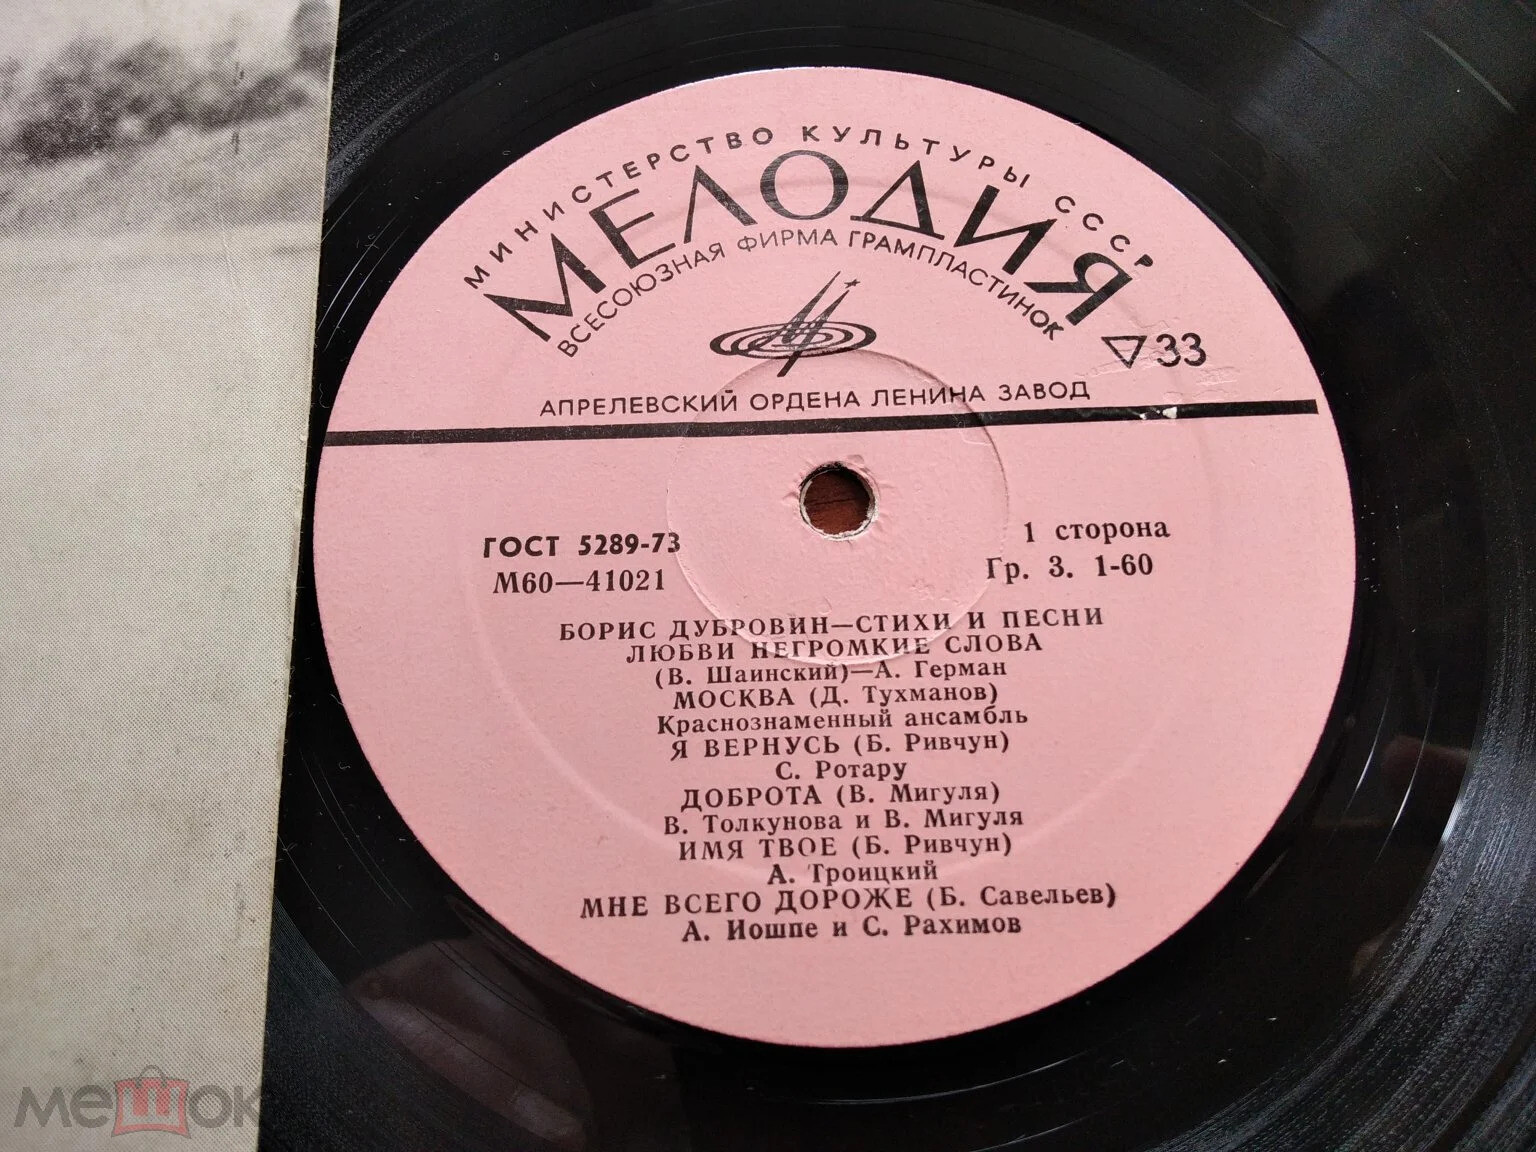 МИНИСТЕРСТВО КУЛЬТУРЫ СССР
МЕЛОДИЯ
ВСЕСОЮЗНАЯ ФИРМА ГРАМПЛАСТИНОК
33
АПРЕЛЕВСКИЙ ОРДЕНА ЛЕНИНА ЗАВОД
ГОСТ 5289-73
1 сторона
М60—41021
Гр. 3. 1-60
БОРИС ДУБРОВИН—СТИХИ И ПЕСНИ
ЛЮБВИ НЕГРОМКИЕ СЛОВА
(В. Шаинский)—А. Герман
МОСКВА (Д. Тухманов)
Краснознаменный ансамбль
Я ВЕРНУСЬ (Б. Ривчун)
С. Ротару
ДОБРОТА (В. Мигуля)
В. Толкунова и В. Мигуля
ИМЯ ТВОЕ (Б. Ривчун)
А. Троицкий
МНЕ ВСЕГО ДОРОЖЕ (Б. Савельев)
А. Иошпе и С. Рахимов
мешок